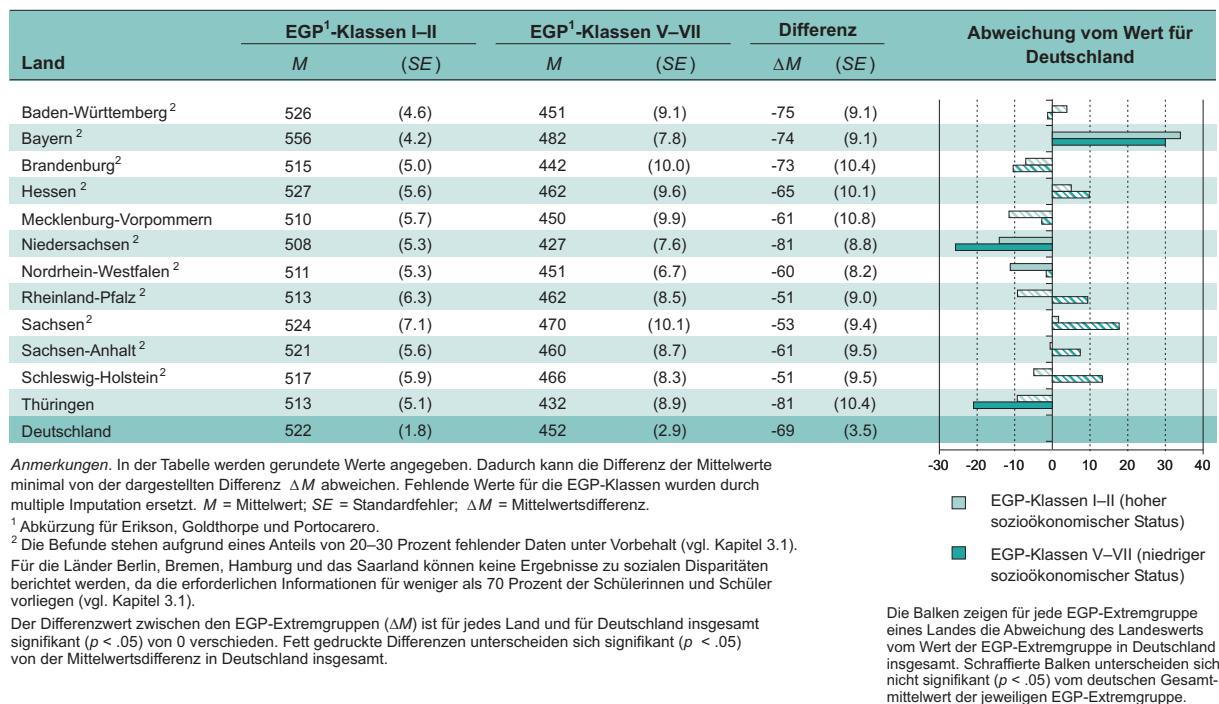 EGP¹-Klassen I–II EGP¹-Klassen V–VII Differenz Abweichung vom Wert für Deutschland
Land M (SE) M (SE) ΔM (SE)
Baden-Württemberg² 526 (4.6) 451 (9.1) -75 (9.1)
Bayern² 556 (4.2) 482 (7.8) -74 (9.1)
Brandenburg² 515 (5.0) 442 (10.0) -73 (10.4)
Hessen² 527 (5.6) 462 (9.6) -65 (10.1)
Mecklenburg-Vorpommern 510 (5.7) 450 (9.9) -61 (10.8)
Niedersachsen² 508 (5.3) 427 (7.6) -81 (8.8)
Nordrhein-Westfalen² 511 (5.3) 451 (6.7) -60 (8.2)
Rheinland-Pfalz² 513 (6.3) 462 (8.5) -51 (9.0)
Sachsen² 524 (7.1) 470 (10.1) -53 (9.4)
Sachsen-Anhalt² 521 (5.6) 460 (8.7) -61 (9.5)
Schleswig-Holstein² 517 (5.9) 466 (8.3) -51 (9.5)
Thüringen 513 (5.1) 432 (8.9) -81 (10.4)
Deutschland 522 (1.8) 452 (2.9) -69 (3.5)
-30 -20 -10 0 10 20 30 40
EGP-Klassen I–II (hoher
sozioökonomischer Status)
EGP-Klassen V–VII (niedriger
sozioökonomischer Status)
Anmerkungen. In der Tabelle werden gerundete Werte angegeben. Dadurch kann die Differenz der Mittelwerte
minimal von der dargestellten Differenz ΔM abweichen. Fehlende Werte für die EGP-Klassen wurden durch
multiple Imputation ersetzt. M = Mittelwert; SE = Standardfehler; ΔM = Mittelwertsdifferenz.
¹ Abkürzung für Erikson, Goldthorpe und Portocarero.
² Die Befunde stehen aufgrund eines Anteils von 20–30 Prozent fehlender Daten unter Vorbehalt (vgl. Kapitel 3.1).
Für die Länder Berlin, Bremen, Hamburg und das Saarland können keine Ergebnisse zu sozialen Disparitäten
berichtet werden, da die erforderlichen Informationen für weniger als 70 Prozent der Schülerinnen und Schüler
vorliegen (vgl. Kapitel 3.1).
Der Differenzwert zwischen den EGP-Extremgruppen (ΔM) ist für jedes Land und für Deutschland insgesamt
signifikant (p < .05) von 0 verschieden. Fett gedruckte Differenzen unterscheiden sich signifikant (p < .05)
von der Mittelwertsdifferenz in Deutschland insgesamt.
Die Balken zeigen für jede EGP-Extremgruppe
eines Landes die Abweichung des Landeswerts
vom Wert der EGP-Extremgruppe in Deutschland
insgesamt. Schraffierte Balken unterscheiden sich
nicht signifikant (p < .05) vom deutschen Gesamt-
mittelwert der jeweiligen EGP-Extremgruppe.